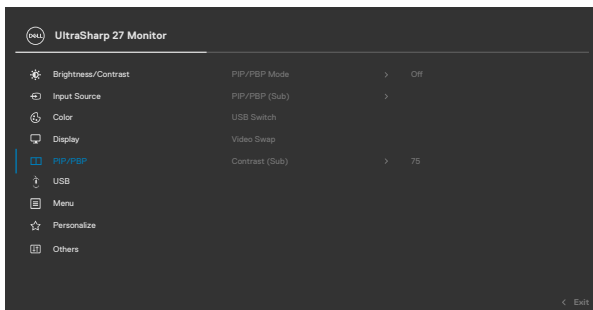 DELL UltraSharp 27 Monitor
Brightness/Contrast PIP/PBP Mode > Off
Input Source PIP/PBP (Sub) >
Color USB Switch
Display Video Swap
PIP/PBP Contrast (Sub) > 75
USB
Menu
Personalize
Others
< Exit